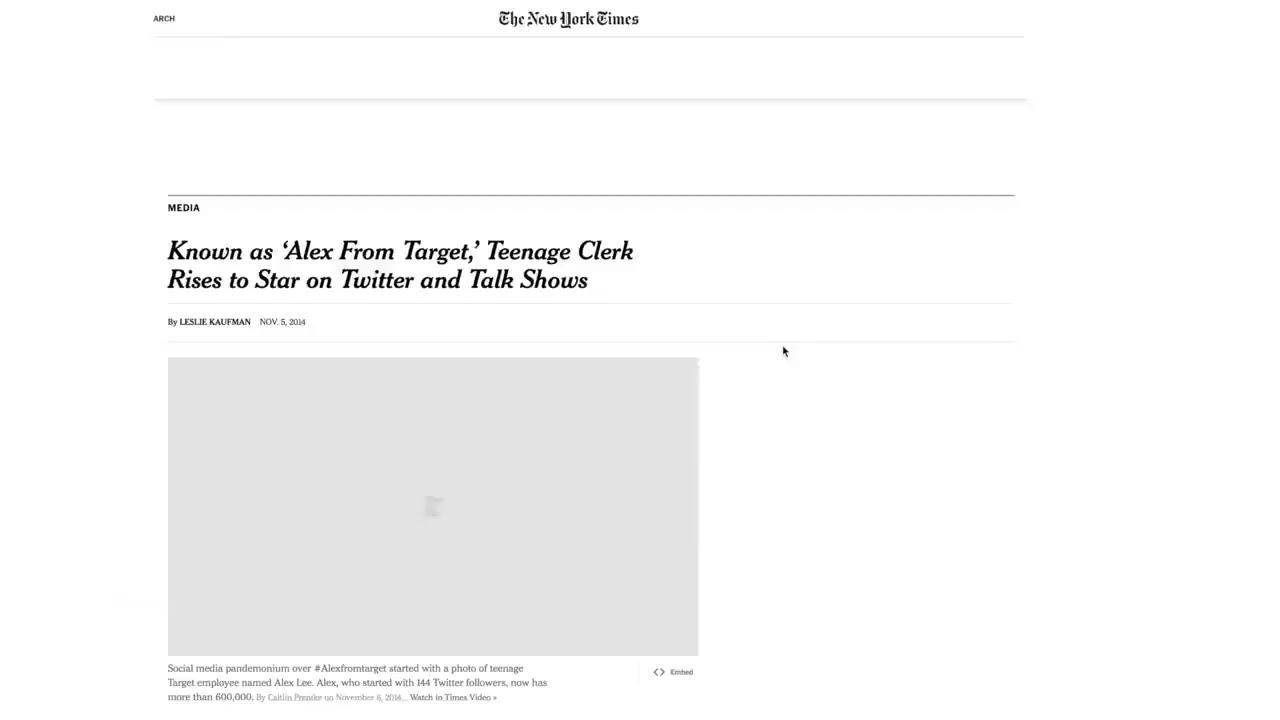 ARCH
The New York Times
MEDIA
Known as ‘Alex From Target,’ Teenage Clerk
Rises to Star on Twitter and Talk Shows
By LESLIE KAUFMAN NOV. 5, 2014
Social media pandemonium over #Alexfromtarget started with a photo of teenage
Target employee named Alex Lee. Alex, who started with 144 Twitter followers, now has
more than 600,000. By Caitlin Prentke on November 6, 2014. Watch in Times Video »
<> Embed